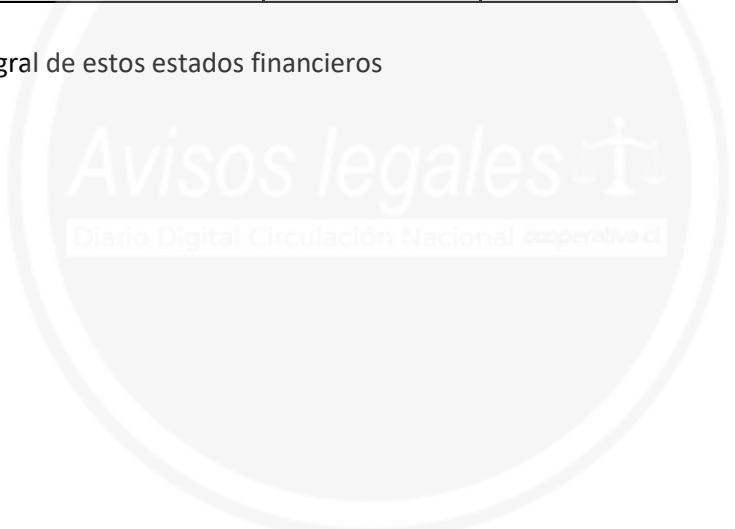 gral de estos estados financieros
Avisos legales
Diario Digital Circulación Nacional cooperativa.cl